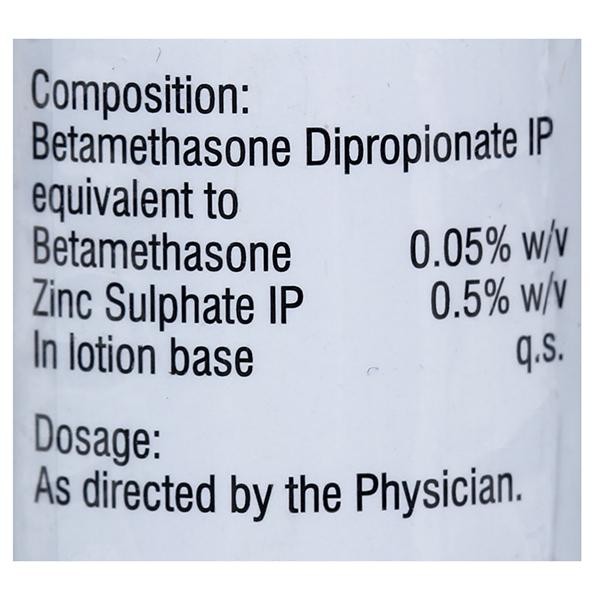 Composition:
Betamethasone Dipropionate IP
equivalent to
Betamethasone 0.05% w/v
Zinc Sulphate IP 0.5% w/v
In lotion base q.s.
Dosage:
As directed by the Physician.